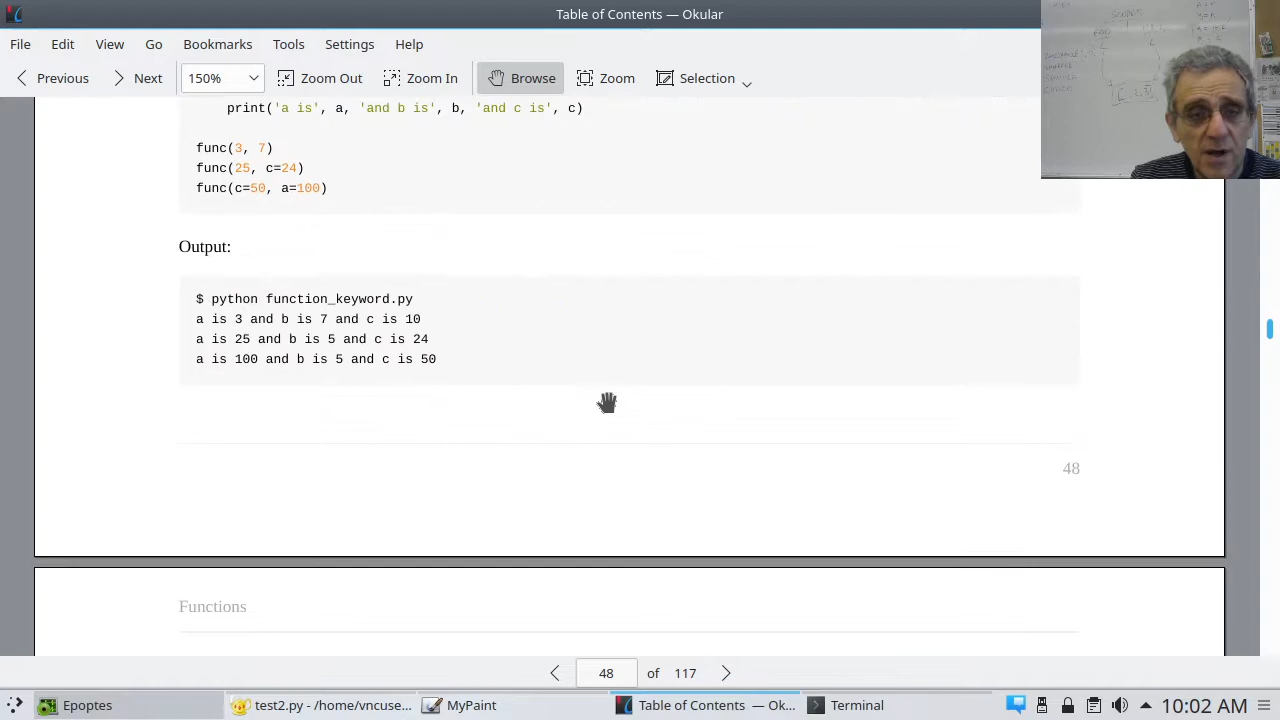 Table of Contents — Okular
File Edit View Go Bookmarks Tools Settings Help
Previous Next 150% Zoom Out Zoom In Browse Zoom Selection
print('a is', a, 'and b is', b, 'and c is', c)
func(3, 7)
func(25, c=24)
func(c=50, a=100)
Output:
$ python function_keyword.py
a is 3 and b is 7 and c is 10
a is 25 and b is 5 and c is 24
a is 100 and b is 5 and c is 50
48
Functions
48 of 117
Epoptes test2.py - /home/vncuse... MyPaint Table of Contents — Ok... Terminal 10:02 AM